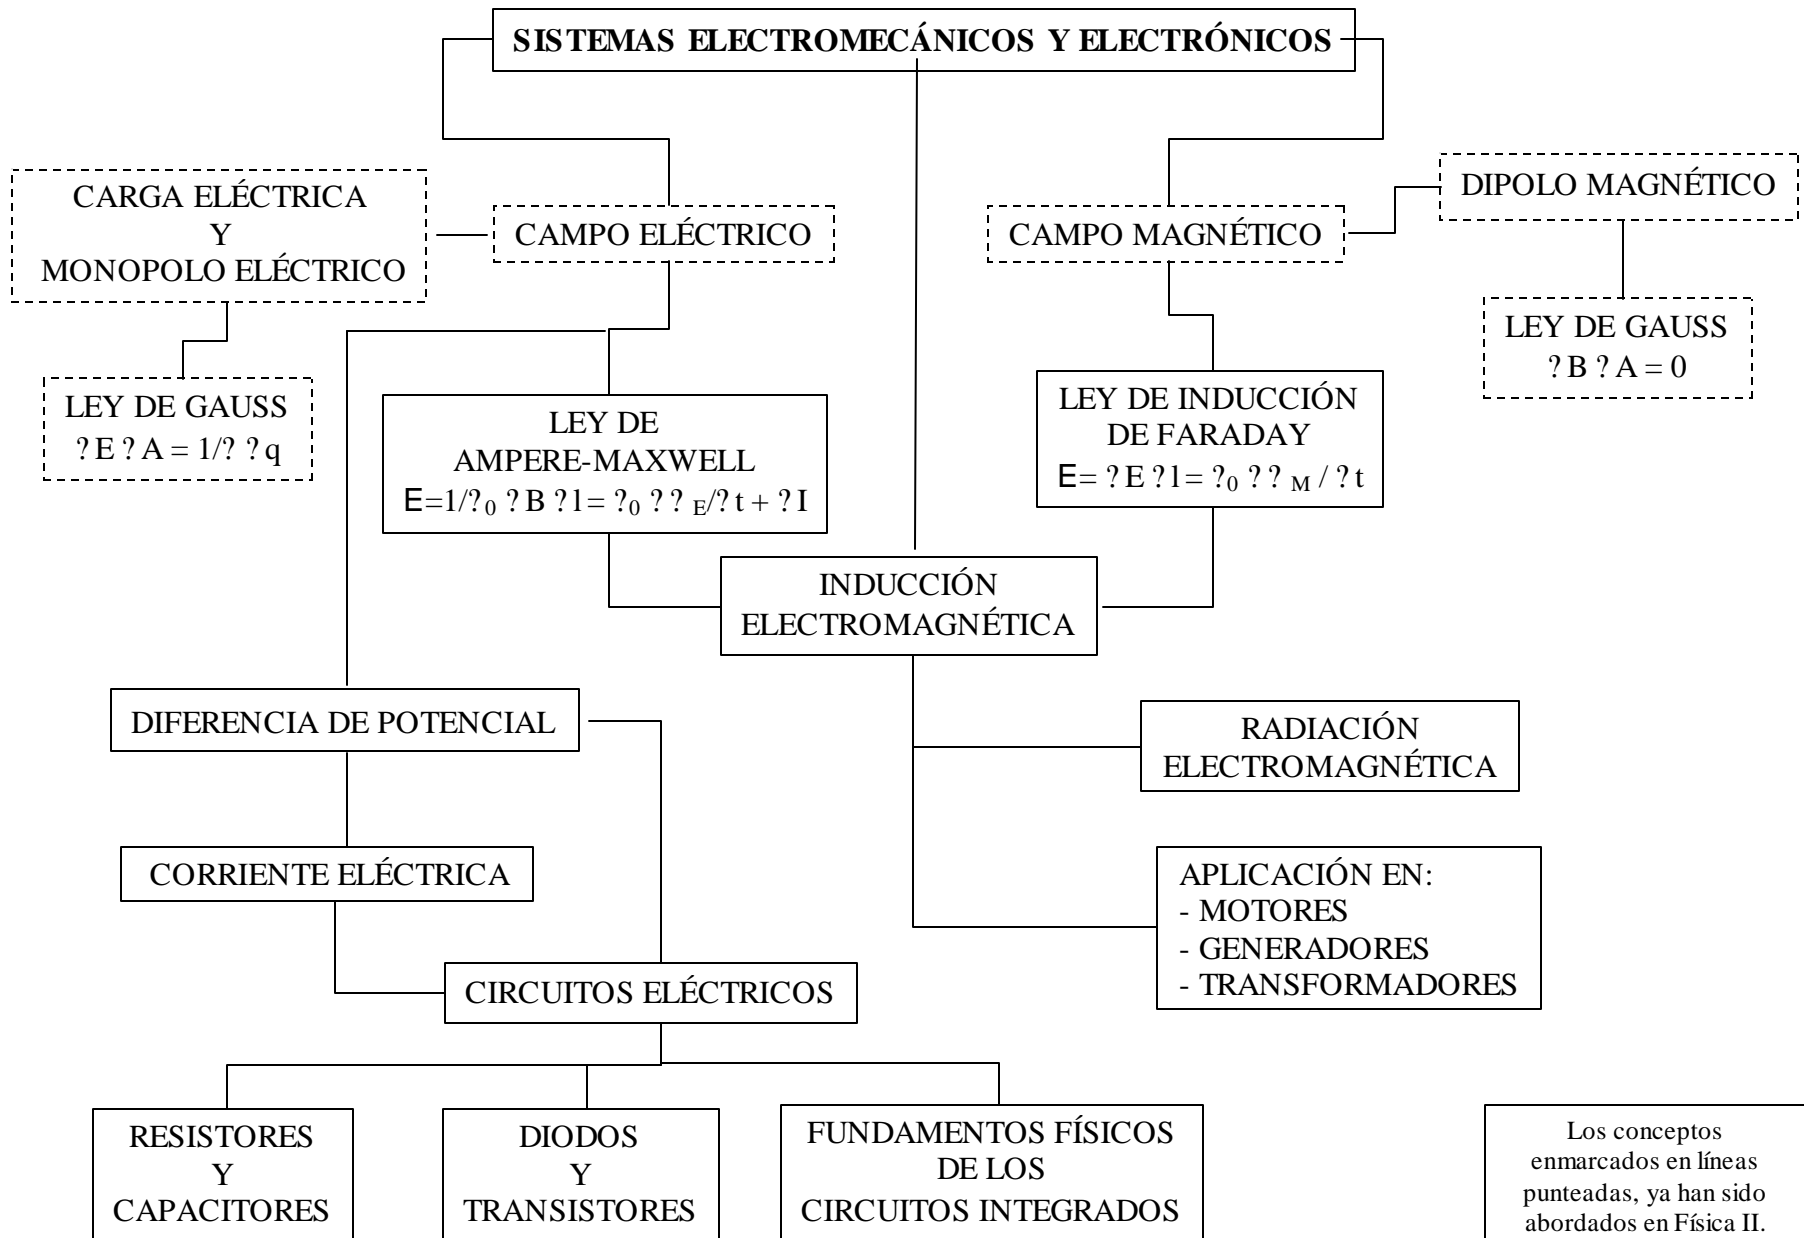 SISTEMAS ELECTROMECÁNICOS Y ELECTRÓNICOS
CARGA ELÉCTRICA
Y
MONOPOLO ELÉCTRICO
CAMPO ELÉCTRICO
CAMPO MAGNÉTICO
DIPOLO MAGNÉTICO
LEY DE GAUSS
? E ? A = 1/? ? q
LEY DE
AMPERE-MAXWELL
E=1/?₀ ? B ? l = ?₀ ? ? E/? t + ? I
LEY DE INDUCCIÓN
DE FARADAY
E= ? E ? l = ?₀ ? ? M / ? t
LEY DE GAUSS
? B ? A = 0
INDUCCIÓN
ELECTROMAGNÉTICA
DIFERENCIA DE POTENCIAL
RADIACIÓN
ELECTROMAGNÉTICA
CORRIENTE ELÉCTRICA
APLICACIÓN EN:
- MOTORES
- GENERADORES
- TRANSFORMADORES
CIRCUITOS ELÉCTRICOS
RESISTORES
Y
CAPACITORES
DIODOS
Y
TRANSISTORES
FUNDAMENTOS FÍSICOS
DE LOS
CIRCUITOS INTEGRADOS
Los conceptos
enmarcados en líneas
punteadas, ya han sido
abordados en Física II.